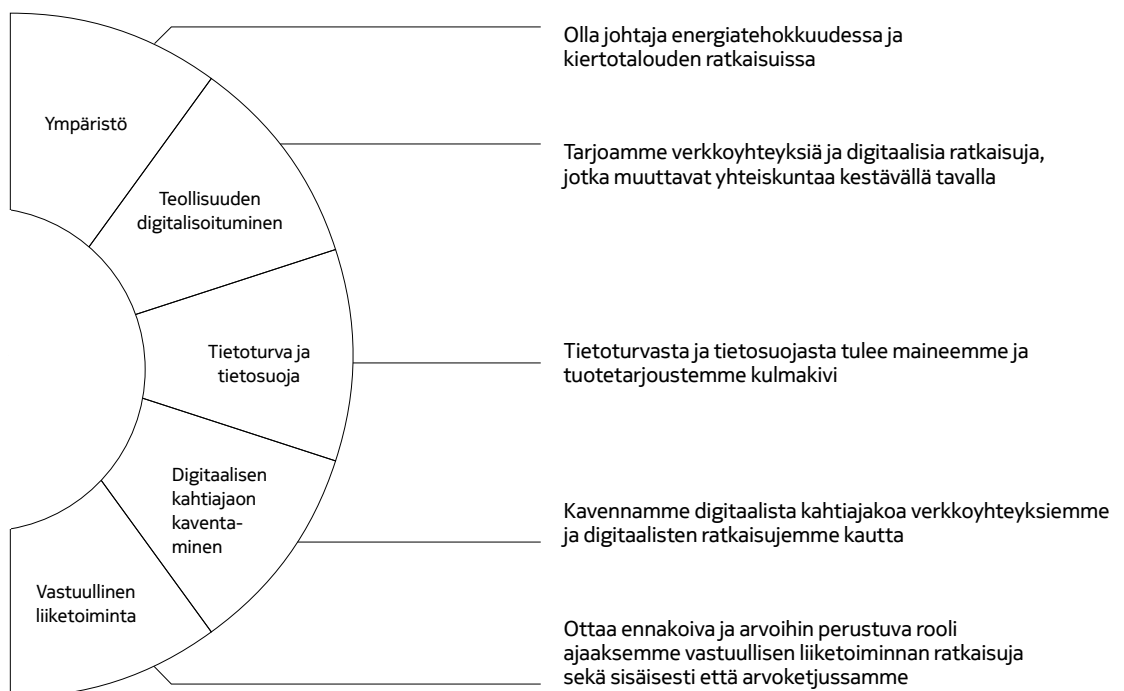 Olla johtaja energiatehokkuudessa ja
kiertotalouden ratkaisuissa
Ympäristö
Tarjoamme verkkoyhteyksiä ja digitaalisia ratkaisuja,
jotka muuttavat yhteiskuntaa kestävällä tavalla
Teollisuuden
digitalisoituminen
Tietoturva ja
tietosuoja
Tietoturvasta ja tietosuojasta tulee maineemme ja
tuotetarjoustemme kulmakivi
Digitaalisen
kahtiajaon
kaventa-
minen
Kavennamme digitaalista kahtiajakoa verkkoyhteyksiemme
ja digitaalisten ratkaisujemme kautta
Vastuullinen
liiketoiminta
Ottaa ennakoiva ja arvoihin perustuva rooli
ajaaksemme vastuullisen liiketoiminnan ratkaisuja
sekä sisäisesti että arvoketjussamme